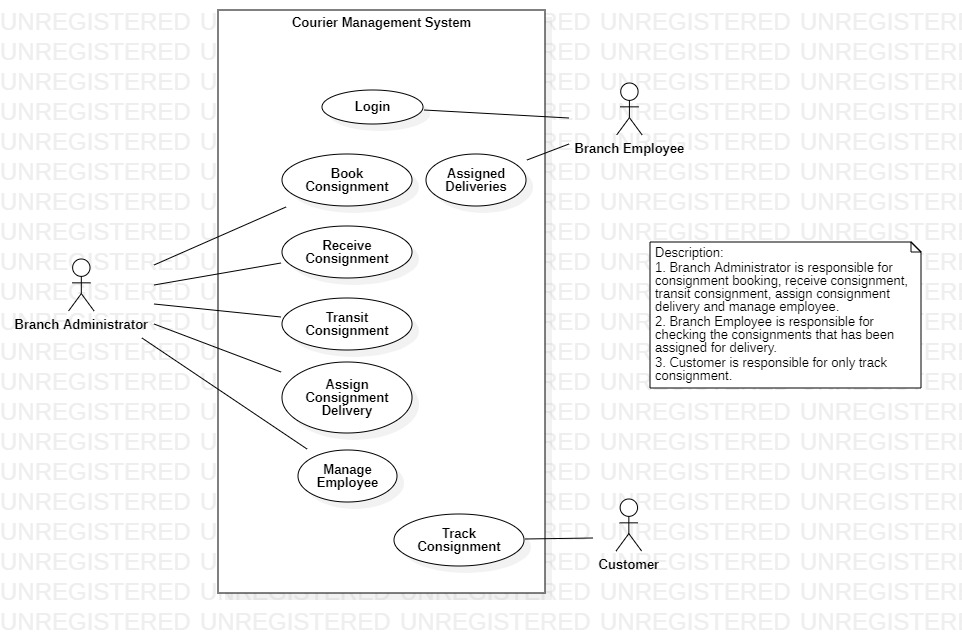 Courier Management System
Login
Branch Employee
Book
Consignment
Assigned
Deliveries
Receive
Consignment
Description:
1. Branch Administrator is responsible for
consignment booking, receive consignment,
transit consignment, assign consignment
delivery and manage employee.
2. Branch Employee is responsible for
checking the consignments that has been
assigned for delivery.
3. Customer is responsible for only track
consignment.
Branch Administrator
Transit
Consignment
Assign
Consignment
Delivery
Manage
Employee
Track
Consignment
Customer
UNREGISTERED